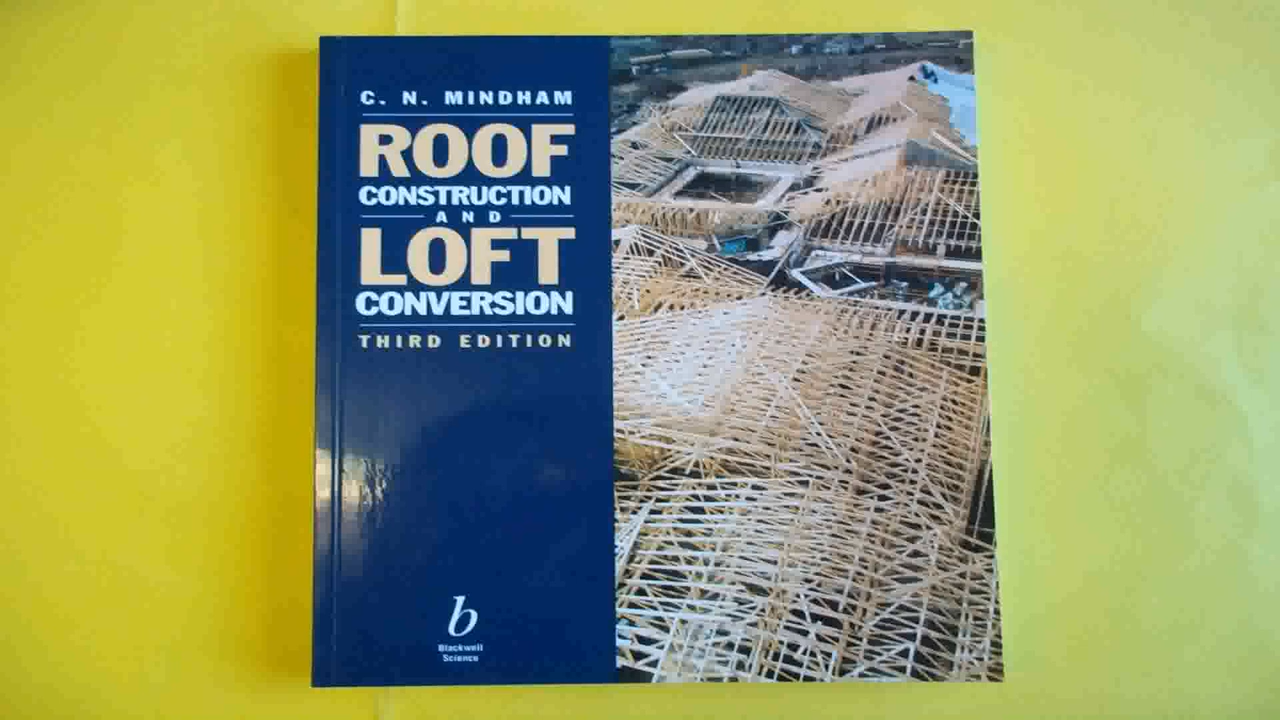 C. N. MINDHAM
ROOF
CONSTRUCTION
AND
LOFT
CONVERSION
THIRD EDITION
b
Blackwell
Science